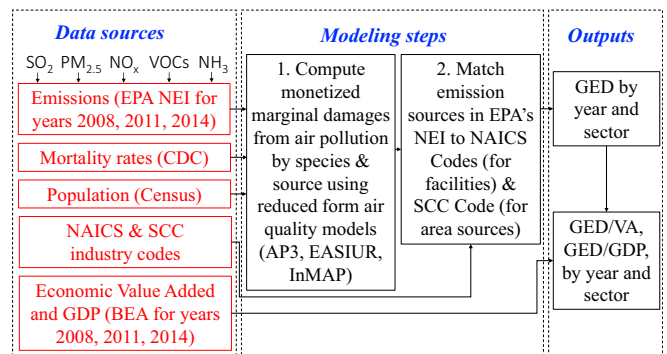 Data sources
SO2 PM2.5 NOx VOCs NH3
Emissions (EPA NEI for
years 2008, 2011, 2014)
Mortality rates (CDC)
Population (Census)
NAICS & SCC
industry codes
Economic Value Added
and GDP (BEA for years
2008, 2011, 2014)
Modeling steps
1. Compute
monetized
marginal damages
from air pollution
by species &
source using
reduced form air
quality models
(AP3, EASIUR,
InMAP)
2. Match
emission
sources in EPA’s
NEI to NAICS
Codes (for
facilities) &
SCC Code (for
area sources)
Outputs
GED by
year and
sector
GED/VA,
GED/GDP,
by year and
sector